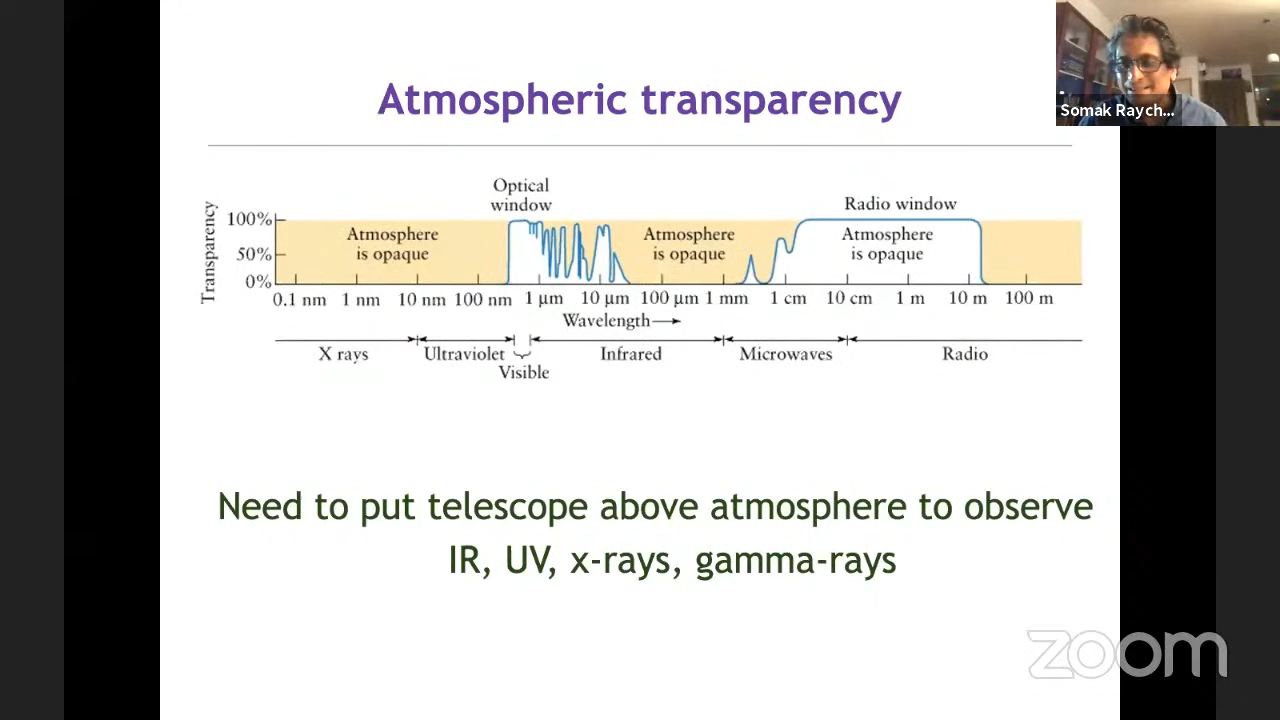 Atmospheric transparency
Somak Raych...
Optical
window
Radio window
Transparency
100%
50%
0%
Atmosphere
is opaque
Atmosphere
is opaque
Atmosphere
is opaque
0.1 nm 1 nm 10 nm 100 nm 1 μm 10 μm 100 μm 1 mm 1 cm 10 cm 1 m 10 m 100 m
Wavelength
X rays Ultraviolet Infrared Microwaves Radio
Visible
Need to put telescope above atmosphere to observe
IR, UV, x-rays, gamma-rays
zoom